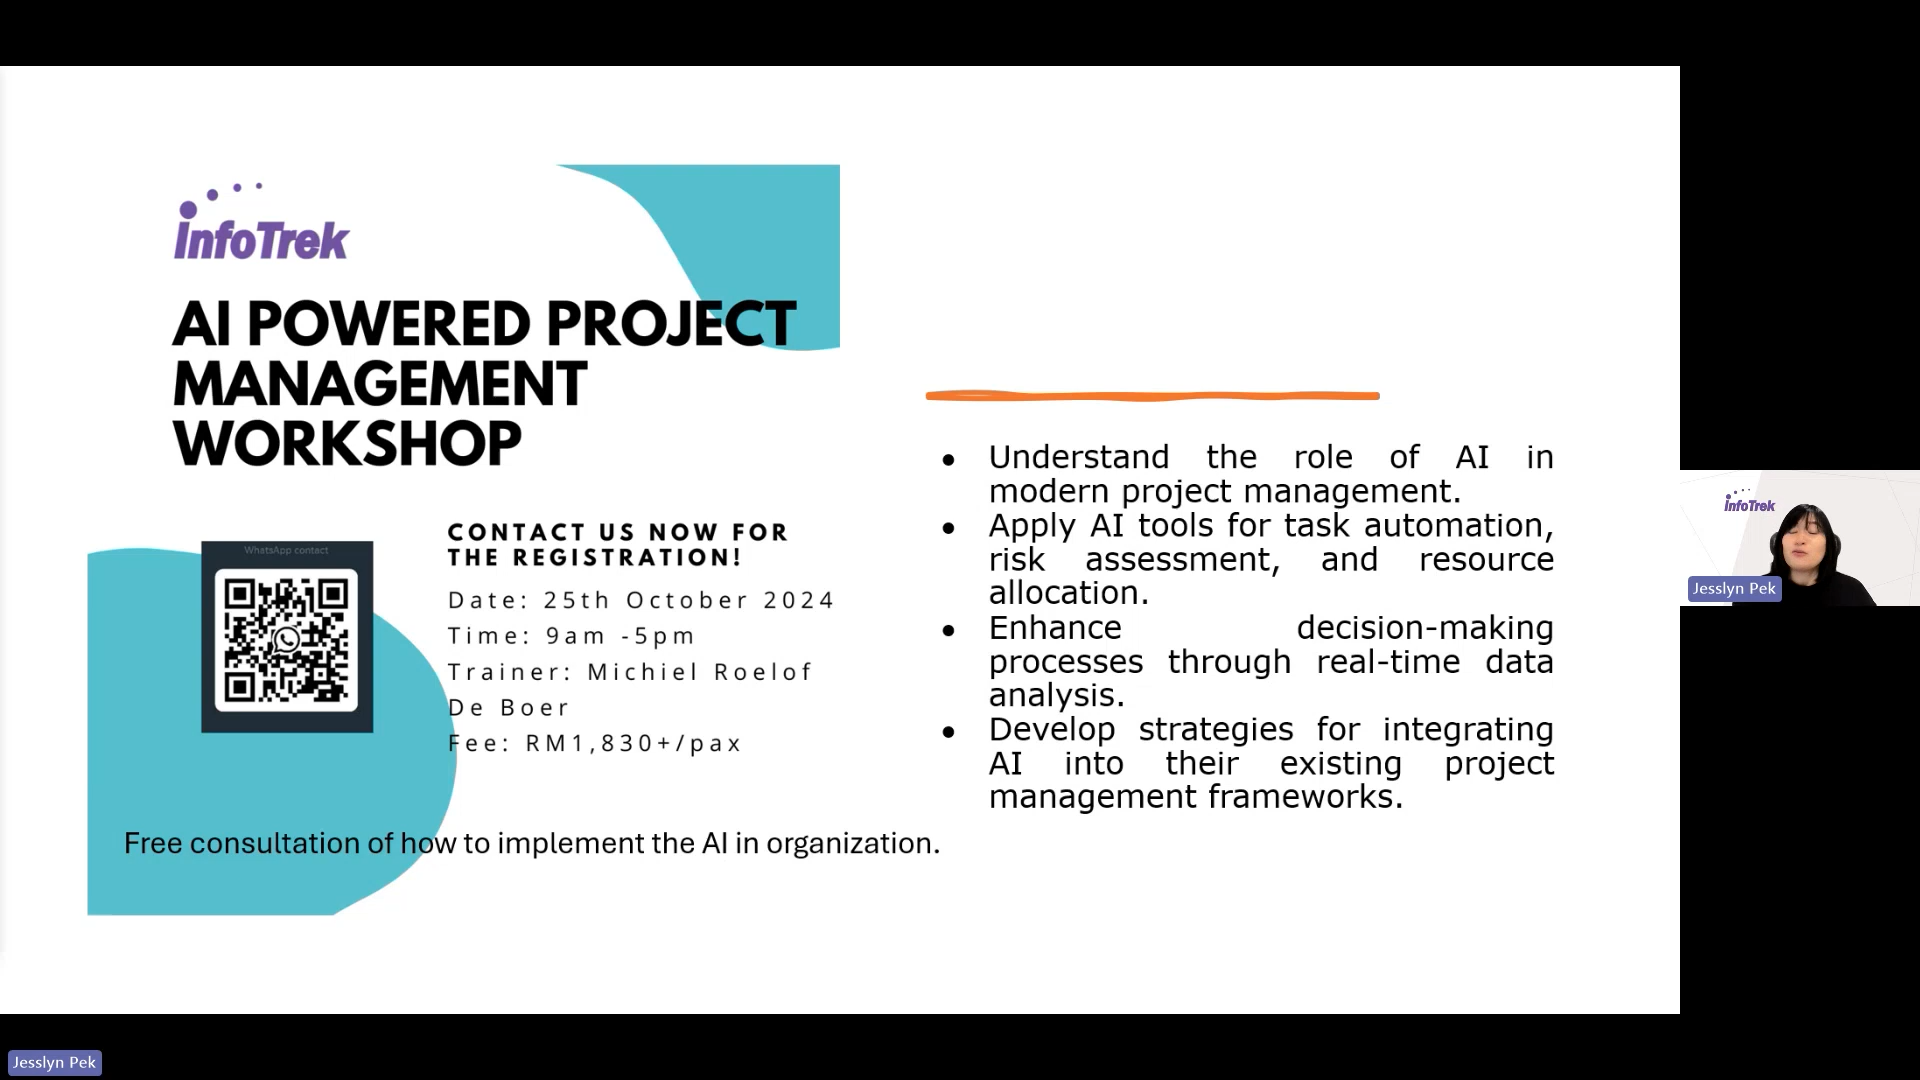 infoTrek
AI POWERED PROJECT
MANAGEMENT
WORKSHOP
WhatsApp contact
CONTACT US NOW FOR
THE REGISTRATION!
Date: 25th October 2024
Time: 9am -5pm
Trainer: Michiel Roelof
De Boer
Fee: RM1,830+/pax
Free consultation of how to implement the AI in organization.
• Understand the role of AI in
modern project management.
• Apply AI tools for task automation,
risk assessment, and resource
allocation.
• Enhance decision-making
processes through real-time data
analysis.
• Develop strategies for integrating
AI into their existing project
management frameworks.
infoTrek
Jesslyn Pek
Jesslyn Pek